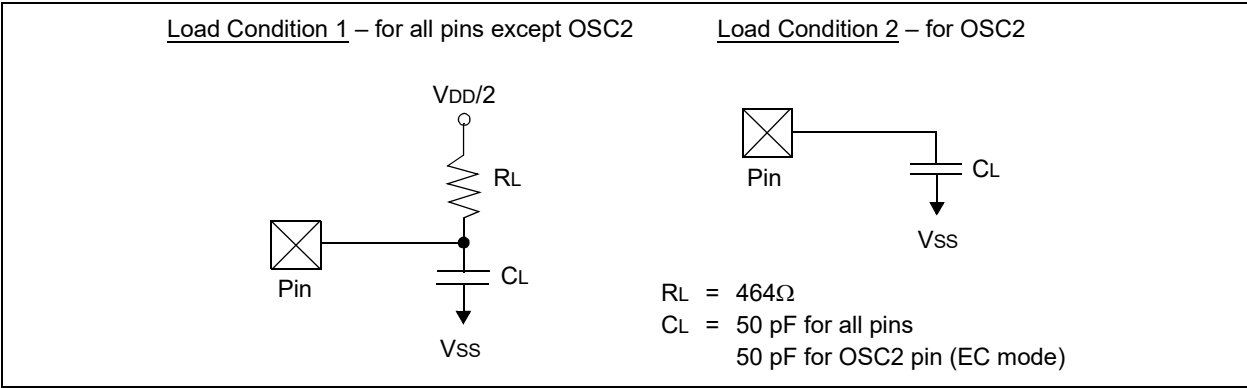 Load Condition 1 – for all pins except OSC2
VDD/2
RL
Pin
CL
VSS
Load Condition 2 – for OSC2
Pin
CL
VSS
RL = 464Ω
CL = 50 pF for all pins
50 pF for OSC2 pin (EC mode)